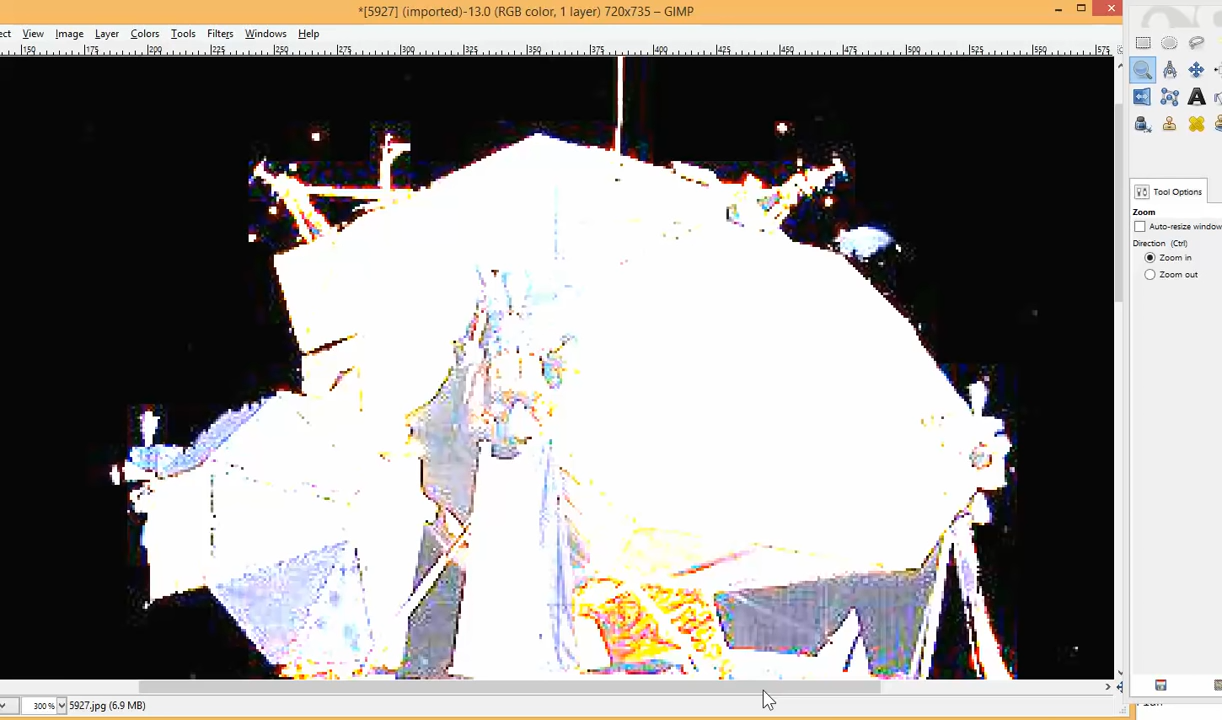 *[5927] (imported)-13.0 (RGB color, 1 layer) 720x735 – GIMP
ect View Image Layer Colors Tools Filters Windows Help
150 175 200 225 250 275 300 325 350 375 400 425 450 475 500 525 550 575
Tool Options
Zoom
Auto-resize window
Direction (Ctrl)
Zoom in
Zoom out
300 % 5927.jpg (6.9 MB)